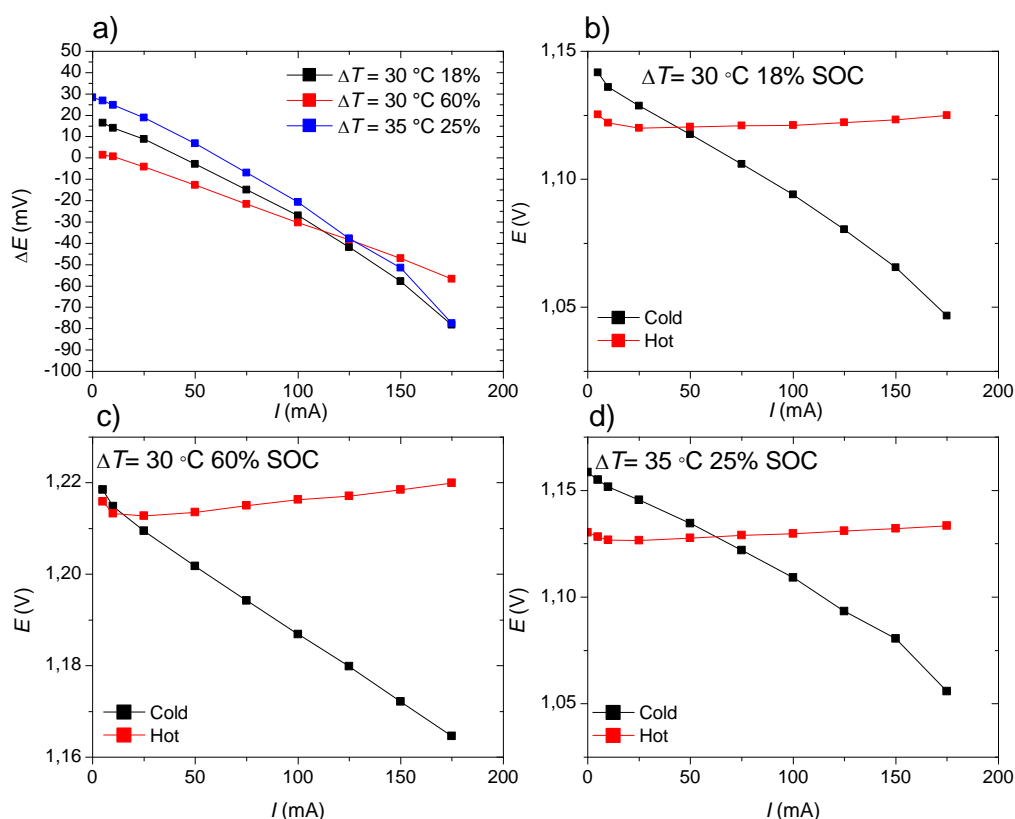 a)
50
40
30
20
10
0
-10
-20
-30
-40
-50
-60
-70
-80
-90
-100
ΔE (mV)
ΔT = 30 °C 18%
ΔT = 30 °C 60%
ΔT = 35 °C 25%
0 50 100 150 200
I (mA)
b)
1,15
1,10
1,05
E (V)
ΔT= 30 °C 18% SOC
Cold
Hot
0 50 100 150 200
I (mA)
c)
1,22
1,20
1,18
1,16
E (V)
ΔT= 30 °C 60% SOC
Cold
Hot
0 50 100 150 200
I (mA)
d)
1,15
1,10
1,05
E (V)
ΔT= 35 °C 25% SOC
Cold
Hot
0 50 100 150 200
I (mA)